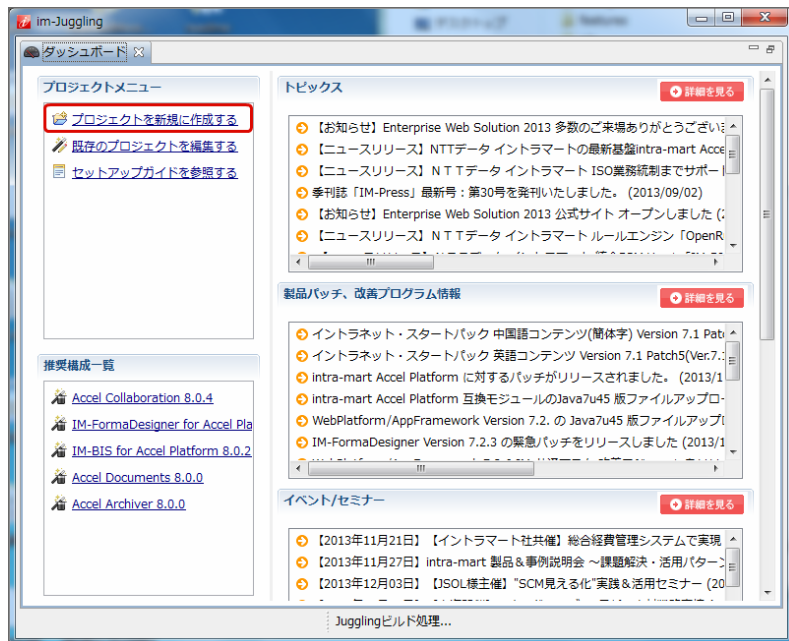 im-Juggling
ダッシュボード
プロジェクトメニュー
プロジェクトを新規に作成する
既存のプロジェクトを編集する
セットアップガイドを参照する
推奨構成一覧
Accel Collaboration 8.0.4
IM-FormaDesigner for Accel Pla
IM-BIS for Accel Platform 8.0.2
Accel Documents 8.0.0
Accel Archiver 8.0.0
トピックス
詳細を見る
【お知らせ】Enterprise Web Solution 2013 多数のご来場ありがとうござい
【ニュースリリース】NTTデータ イントラマートの最新基盤intra-mart Acce
【ニュースリリース】ＮＴＴデータ イントラマート ISO業務統制までサポー
季刊誌「IM-Press」最新号：第30号を発刊いたしました。 (2013/09/02)
【お知らせ】Enterprise Web Solution 2013 公式サイト オープンしました (
【ニュースリリース】ＮＴＴデータ イントラマート ルールエンジン「OpenR
製品パッチ、改善プログラム情報
詳細を見る
イントラネット・スタートパック 中国語コンテンツ(簡体字) Version 7.1 Pat
イントラネット・スタートパック 英語コンテンツ Version 7.1 Patch5(Ver.7.
intra-mart Accel Platform に対するパッチがリリースされました。 (2013/1
intra-mart Accel Platform 互換モジュールのJava7u45 版ファイルアップロー
WebPlatform/AppFramework Version 7.2. の Java7u45 版ファイルアップ
IM-FormaDesigner Version 7.2.3 の緊急パッチをリリースしました (2013/1
イベント/セミナー
詳細を見る
【2013年11月21日】【イントラマート社共催】総合経費管理システムで実現
【2013年11月27日】intra-mart 製品＆事例説明会 ～課題解決・活用パターン
【2013年12月03日】【JSOL様主催】"SCM見える化"実践＆活用セミナー (20
Jugglingビルド処理...